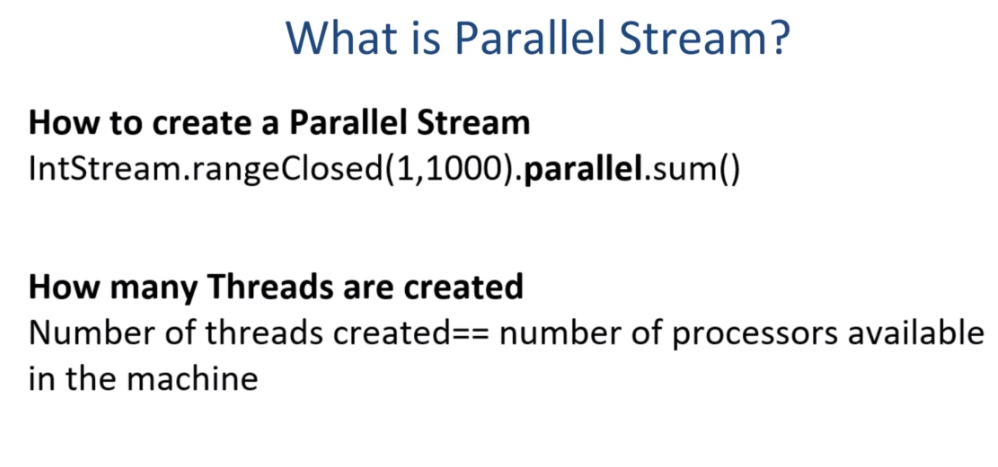 What is Parallel Stream?
How to create a Parallel Stream
IntStream.rangeClosed(1,1000).parallel.sum()
How many Threads are created
Number of threads created== number of processors available
in the machine